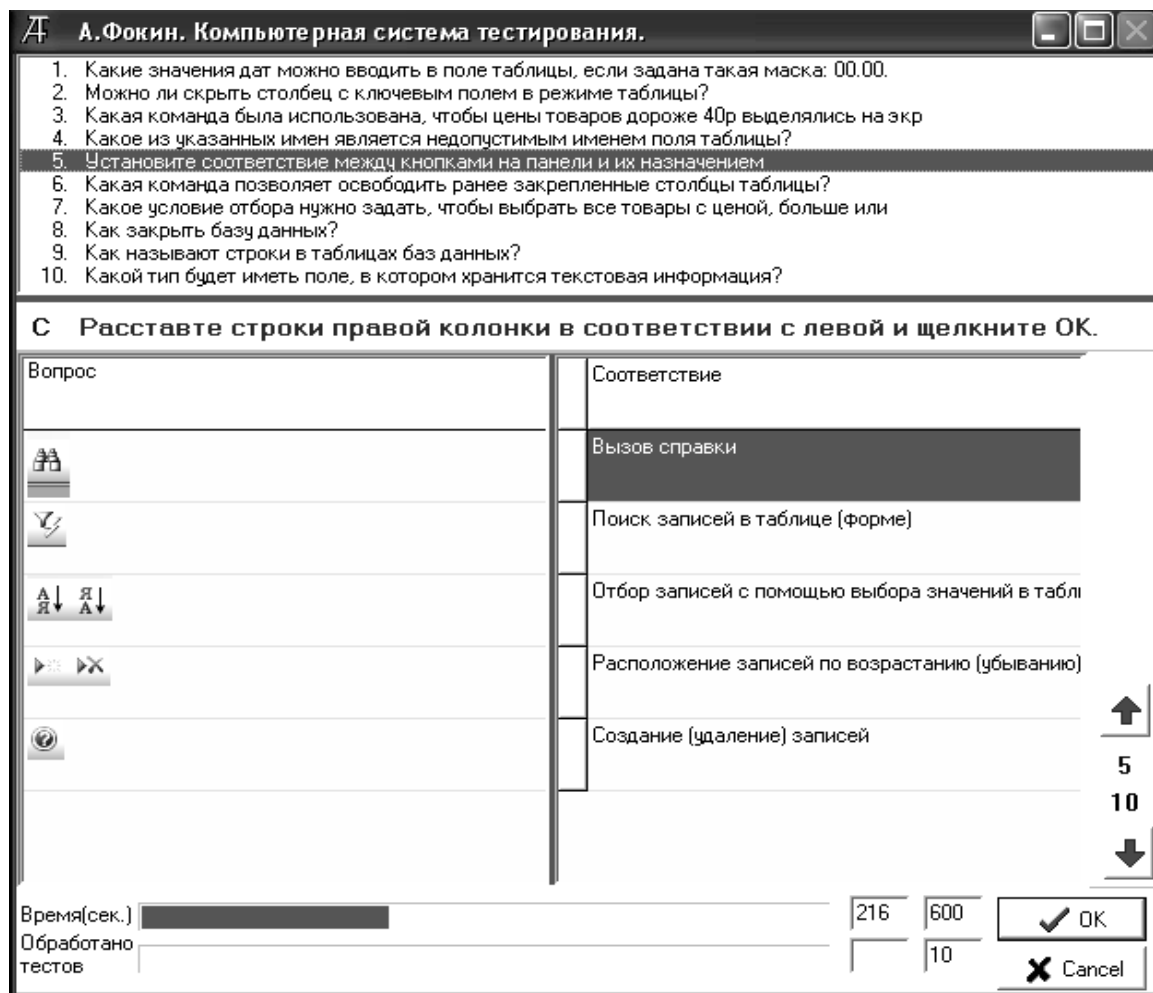 А.Фокин. Компьютерная система тестирования.
1. Какие значения дат можно вводить в поле таблицы, если задана такая маска: 00.00.
2. Можно ли скрыть столбец с ключевым полем в режиме таблицы?
3. Какая команда была использована, чтобы цены товаров дороже 40р выделялись на экр
4. Какое из указанных имен является недопустимым именем поля таблицы?
5. Установите соответствие между кнопками на панели и их назначением
6. Какая команда позволяет освободить ранее закрепленные столбцы таблицы?
7. Какое условие отбора нужно задать, чтобы выбрать все товары с ценой, больше или
8. Как закрыть базу данных?
9. Как называют строки в таблицах баз данных?
10. Какой тип будет иметь поле, в котором хранится текстовая информация?
С Расставте строки правой колонки в соответствии с левой и щелкните ОК.
Вопрос
Соответствие
Вызов справки
Поиск записей в таблице (форме)
Отбор записей с помощью выбора значений в табли
А Я Я А
Расположение записей по возрастанию (убыванию)
Создание (удаление) записей
5
10
Время(сек.) 216 600 OK
Обработано
тестов 10 Cancel